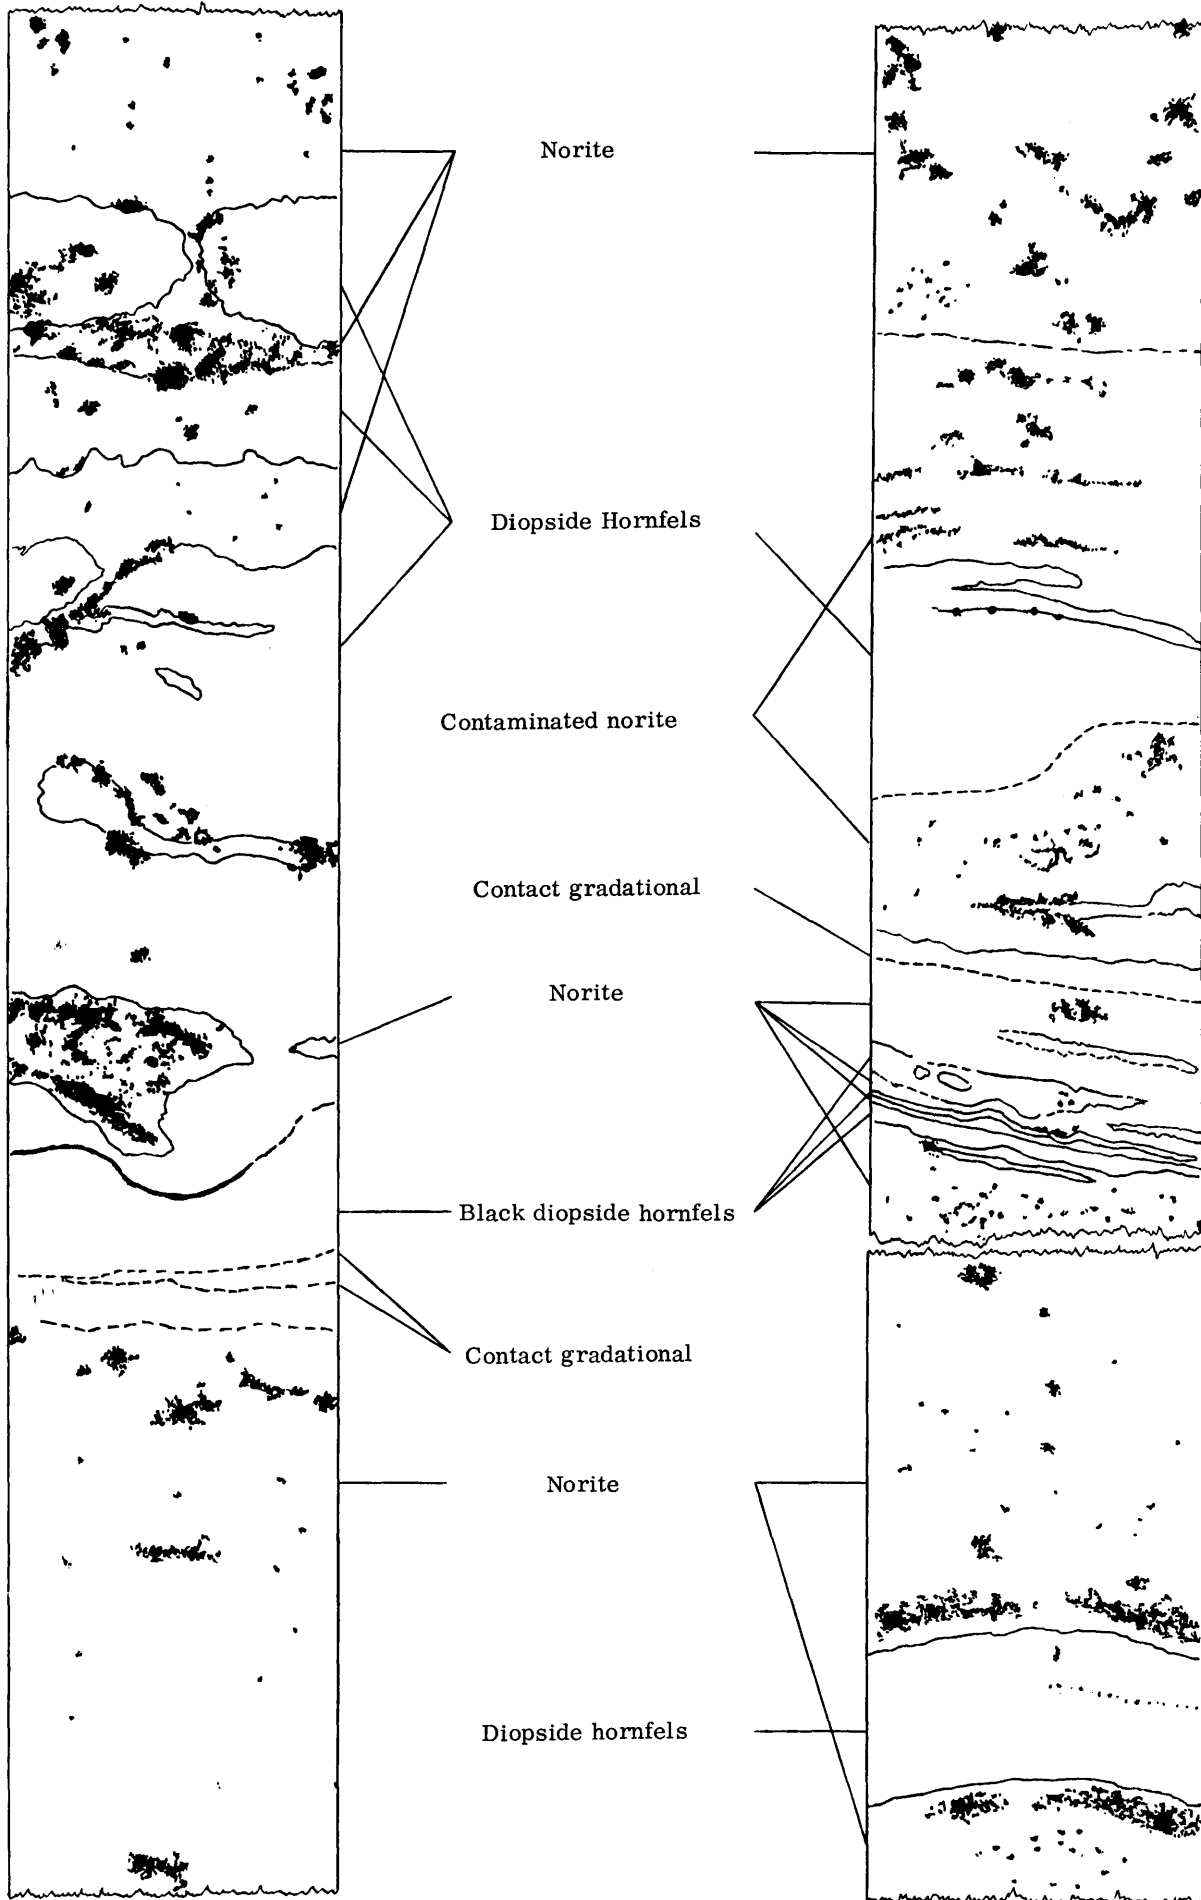 Norite
Diopside Hornfels
Contaminated norite
Contact gradational
Norite
Black diopside hornfels
Contact gradational
Norite
Diopside hornfels